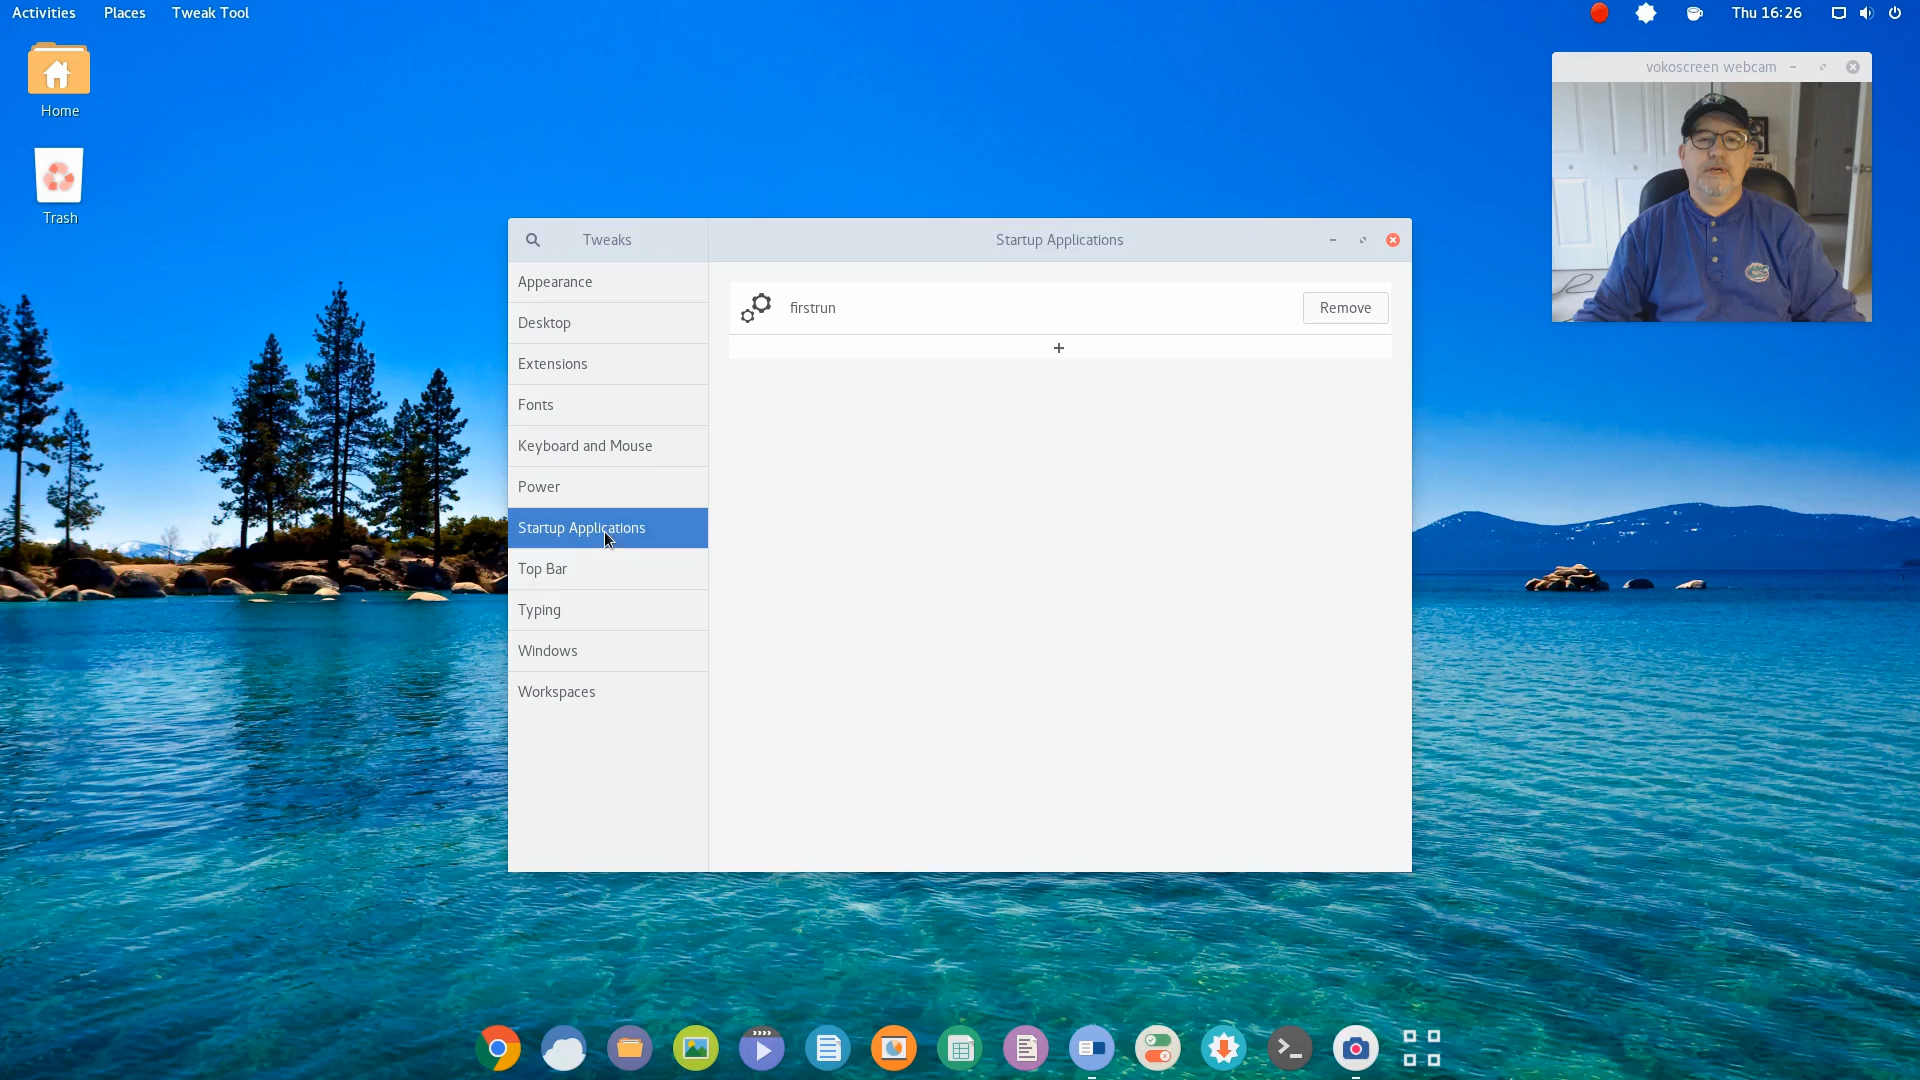 Activities Places Tweak Tool Thu 16:26
vokoscreen webcam
Home
Trash
Tweaks Startup Applications
Appearance
Desktop
Extensions
Fonts
Keyboard and Mouse
Power
Startup Applications
Top Bar
Typing
Windows
Workspaces
firstrun Remove
+